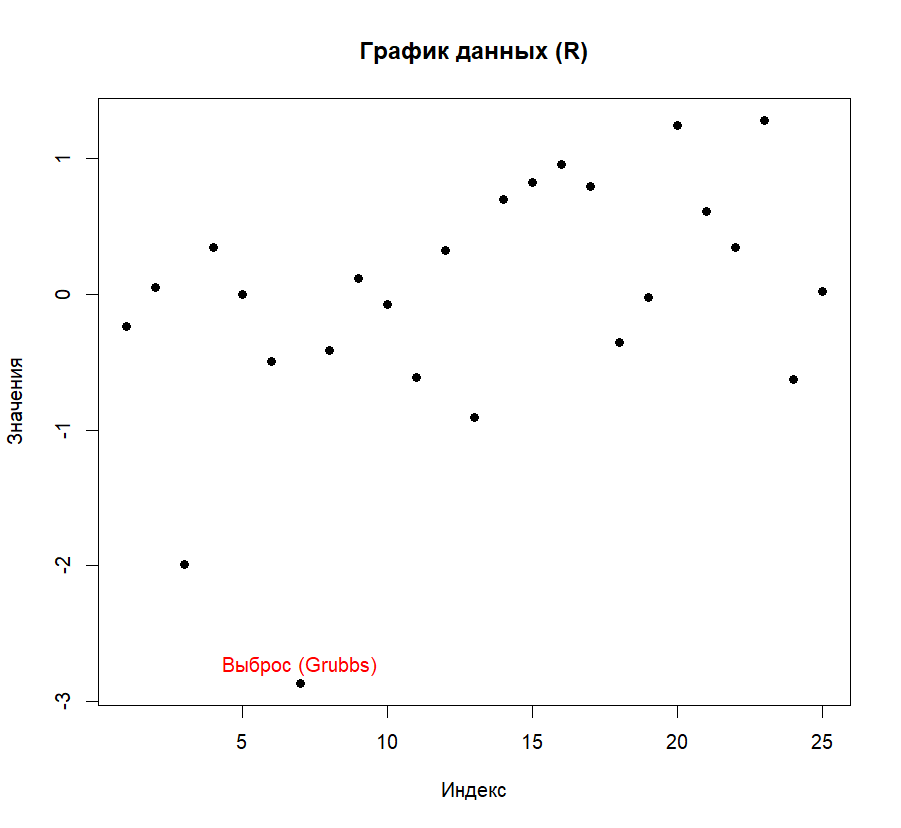 График данных (R)
Значения
1
0
-1
-2
-3
Выброс (Grubbs)
5 10 15 20 25
Индекс